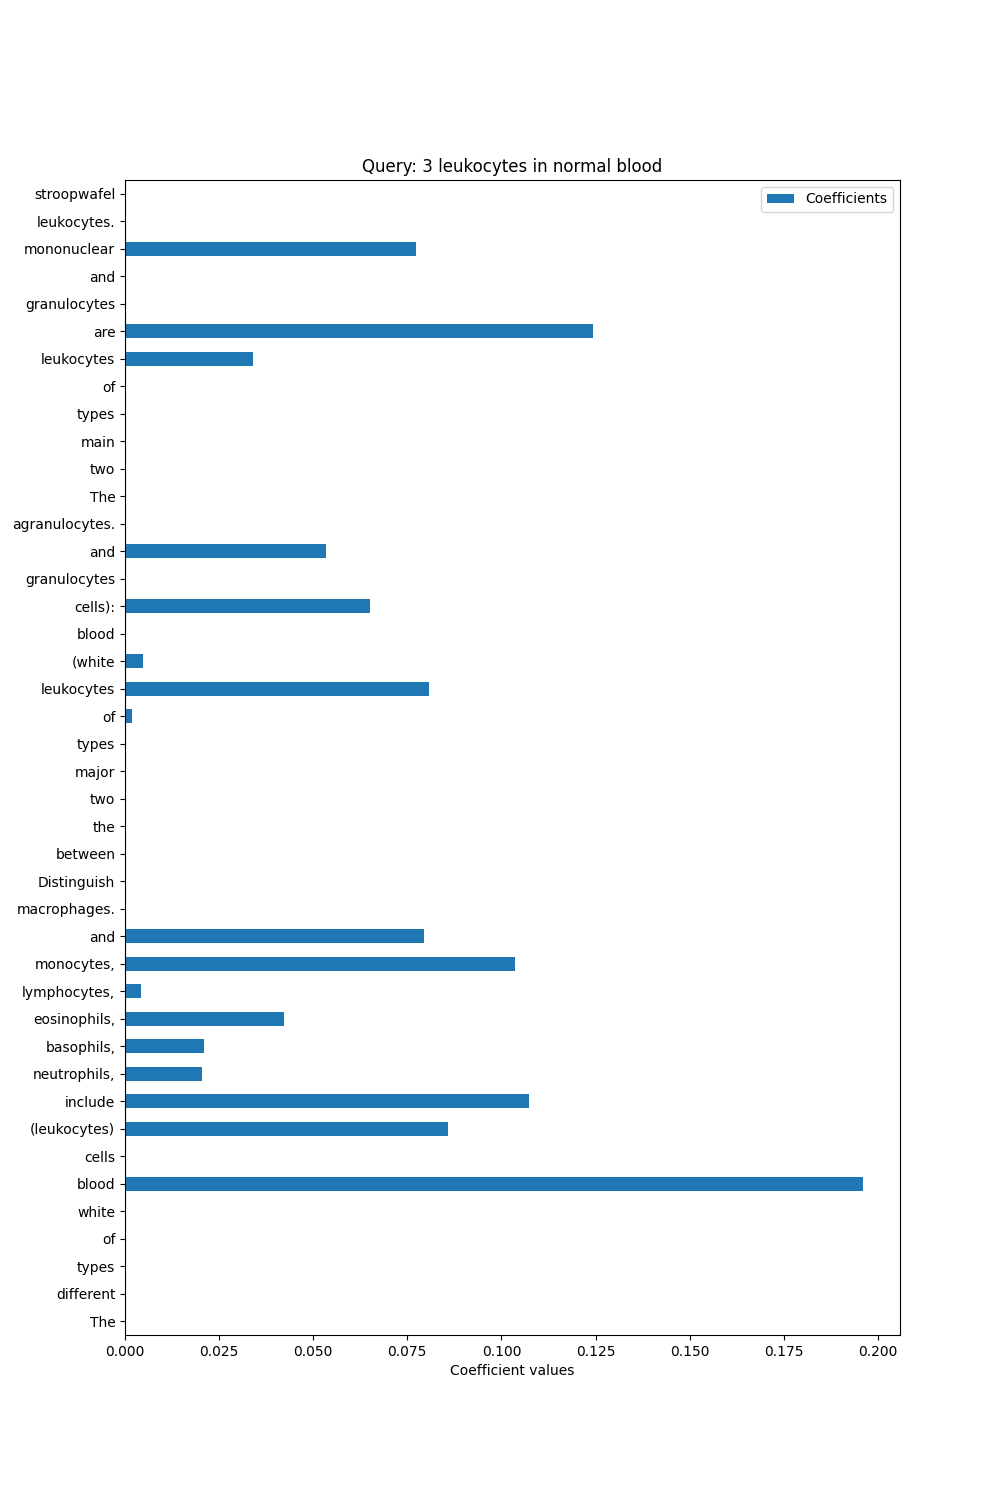 Query: 3 leukocytes in normal blood
Coefficients
stroopwafel
leukocytes.
mononuclear
and
granulocytes
are
leukocytes
of
types
main
two
The
agranulocytes.
and
granulocytes
cells):
blood
(white
leukocytes
of
types
major
two
the
between
Distinguish
macrophages.
and
monocytes,
lymphocytes,
eosinophils,
basophils,
neutrophils,
include
(leukocytes)
cells
blood
white
of
types
different
The
0.000 0.025 0.050 0.075 0.100 0.125 0.150 0.175 0.200
Coefficient values